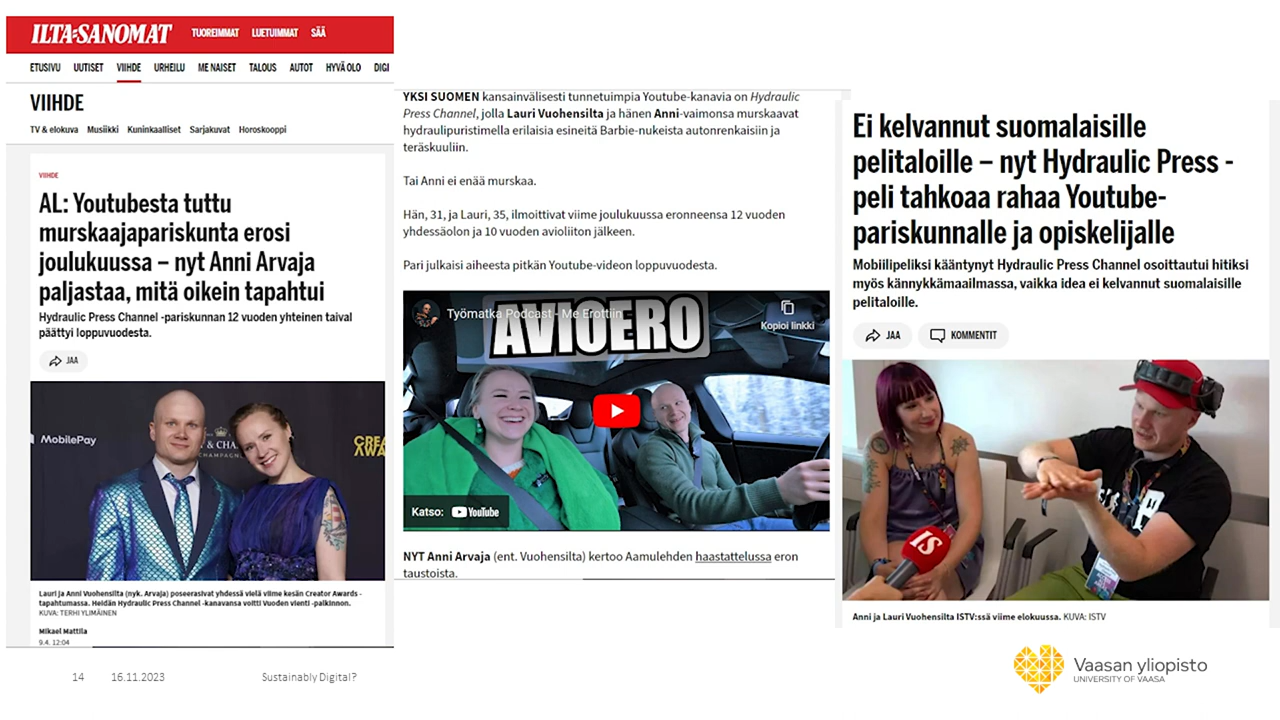 ILTA-SANOMAT TUOREIMMAT LUETUIMMAT SÄÄ
ETUSIVU UUTISET VIIHDE URHEILU ME NAISET TALOUS AUTOT HYVÄ OLO DIGI
VIIHDE
TV & elokuva Musiikki Kuninkaalliset Sarjakuvat Horoskooppi
VIIHDE
AL: Youtubesta tuttu
murskaajapariskunta erosi
joulukuussa – nyt Anni Arvaja
paljastaa, mitä oikein tapahtui
Hydraulic Press Channel -pariskunnan 12 vuoden yhteinen taival
päättyi loppuvuodesta.
JAA
MobilePay
CREA
AWA
Lauri ja Anni Vuohensilta (nyk. Arvaja) poseerasivat yhdessä vielä viime kesän Creator Awards -
tapahtumassa. Heidän Hydraulic Press Channel -kanavansa voitti Vuoden vienti -palkinnon.
KUVA: TERHI YLIMÄINEN
Mikael Mattila
9.4. 12:04
YKSI SUOMEN kansainvälisesti tunnetuimpia Youtube-kanavia on Hydraulic
Press Channel, jolla Lauri Vuohensilta ja hänen Anni-vaimonsa murskaavat
hydraulipuristimella erilaisia esineitä Barbie-nukeista autonrenkaisiin ja
teräskuuliin.
Tai Anni ei enää murskaa.
Hän, 31, ja Lauri, 35, ilmoittivat viime joulukuussa eronneensa 12 vuoden
yhdessäolon ja 10 vuoden avioliiton jälkeen.
Pari julkaisi aiheesta pitkän Youtube-videon loppuvuodesta.
Työmatka Podcast - Me Erottiin
Kopioi linkki
AVIOERO
Katso: YouTube
NYT Anni Arvaja (ent. Vuohensilta) kertoo Aamulehden haastattelussa eron
taustoista.
Ei kelvannut suomalaisille
pelitaloille – nyt Hydraulic Press -
peli tahkoaa rahaa Youtube-
pariskunnalle ja opiskelijalle
Mobiilipeliksi kääntynyt Hydraulic Press Channel osoittautui hitiksi
myös kännykkämaailmassa, vaikka idea ei kelvannut suomalaisille
pelitaloille.
JAA KOMMENTIT
IS
Anni ja Lauri Vuohensilta ISTV:ssä viime elokuussa. KUVA: ISTV
14 16.11.2023 Sustainably Digital?
Vaasan yliopisto
UNIVERSITY OF VAASA